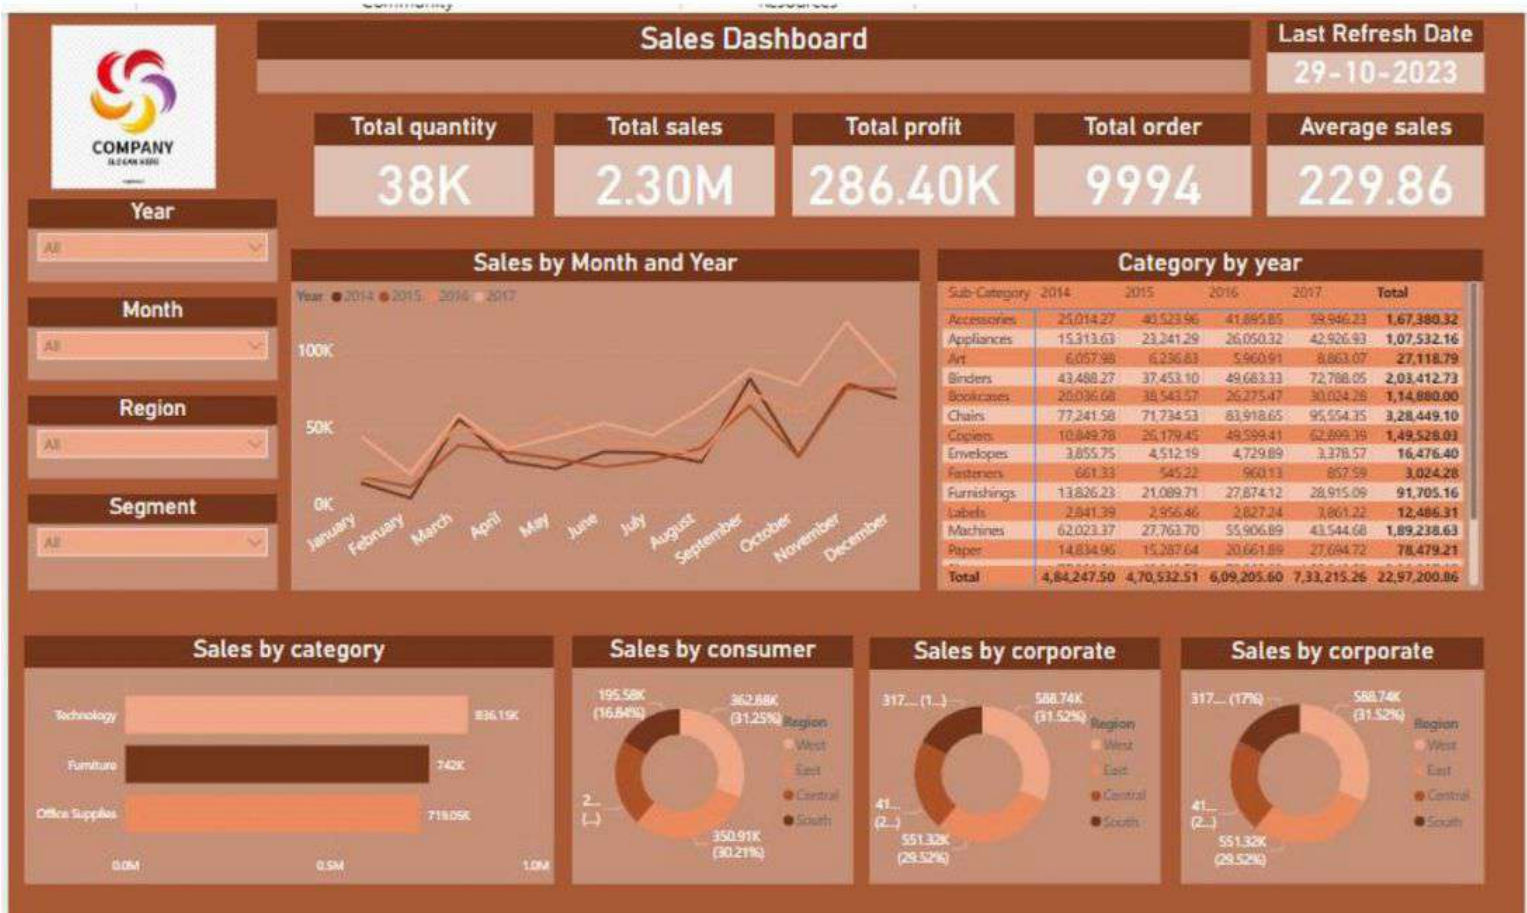 Community
Resources
Sales Dashboard
Last Refresh Date
29-10-2023
COMPANY
Total quantity
38K
Total sales
2.30M
Total profit
286.40K
Total order
9994
Average sales
229.86
Year
All
Month
All
Region
All
Segment
All
Sales by Month and Year
Year 2014 2015 2016 2017
100K
50K
0K
January February March April May June July August September October November December
Category by year
Sub-Category 2014 2015 2016 2017 Total
Accessories 25,014.27 40,523.96 41,895.85 59,946.23 1,67,380.32
Appliances 15,313.63 23,241.29 26,050.32 42,926.93 1,07,532.16
Art 6,057.98 6,236.83 5,960.91 8,863.07 27,118.79
Binders 43,488.27 37,453.10 49,683.33 72,788.05 2,03,412.73
Bookcases 20,036.68 38,543.57 26,275.47 30,024.28 1,14,880.00
Chairs 77,241.58 71,734.53 83,918.65 95,554.35 3,28,449.10
Copiers 10,849.78 26,179.45 49,599.41 62,899.39 1,49,528.03
Envelopes 3,855.75 4,512.19 4,729.89 3,378.57 16,476.40
Fasteners 661.33 545.22 960.13 857.59 3,024.28
Furnishings 13,826.23 21,089.71 27,874.12 28,915.09 91,705.16
Labels 2,841.39 2,956.46 2,827.24 3,861.22 12,486.31
Machines 62,023.37 27,763.70 55,906.89 43,544.68 1,89,238.63
Paper 14,834.96 15,287.64 20,661.89 27,694.72 78,479.21
Total 4,84,247.50 4,70,532.51 6,09,205.60 7,33,215.26 22,97,200.86
Sales by category
Technology 836.15K
Furniture 742K
Office Supplies 719.05K
0.0M 0.5M 1.0M
Sales by consumer
195.58K
(16.84%)
362.88K
(31.25%)
2...
(...)
350.91K
(30.21%)
Region
West
East
Central
South
Sales by corporate
317.... (1...)
588.74K
(31.52%)
41...
(2...)
551.32K
(29.52%)
Region
West
East
Central
South
Sales by corporate
317.... (17%)
588.74K
(31.52%)
41...
(2...)
551.32K
(29.52%)
Region
West
East
Central
South